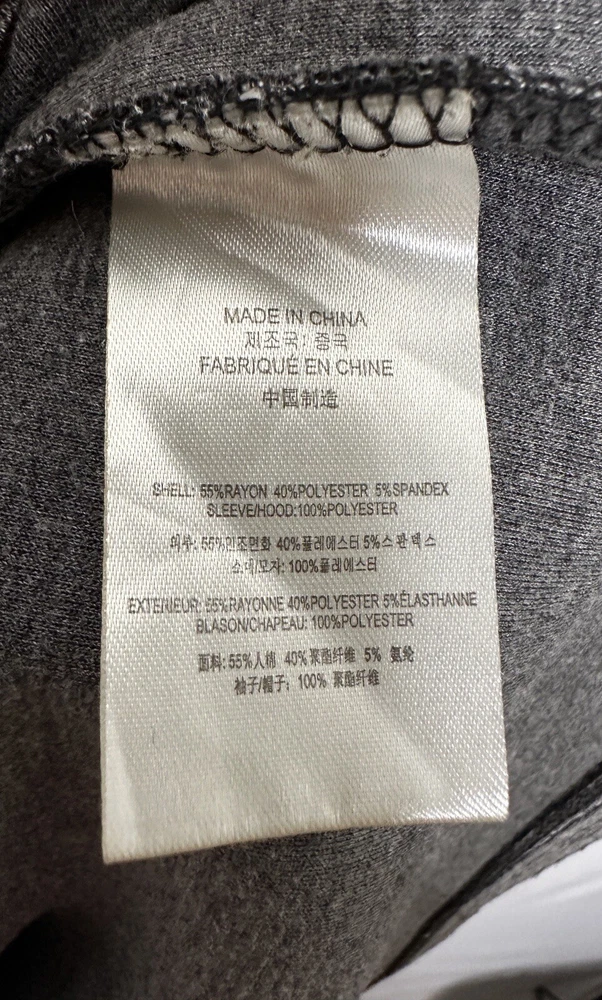 MADE IN CHINA
제조국: 중국
FABRIQUÉ EN CHINE
中国制造
SHELL: 55%RAYON 40%POLYESTER 5%SPANDEX
SLEEVE/HOOD:100%POLYESTER
외부: 55%인조면화 40%폴레에스터 5%스판덱스
소매/모자: 100%폴레에스터
EXTERIEUR: 55%RAYONNE 40%POLYESTER 5%ÉLASTHANNE
BLASON/CHAPEAU: 100%POLYESTER
面料: 55%人棉 40%聚酯纤维 5% 氨纶
袖子/帽子: 100% 聚酯纤维